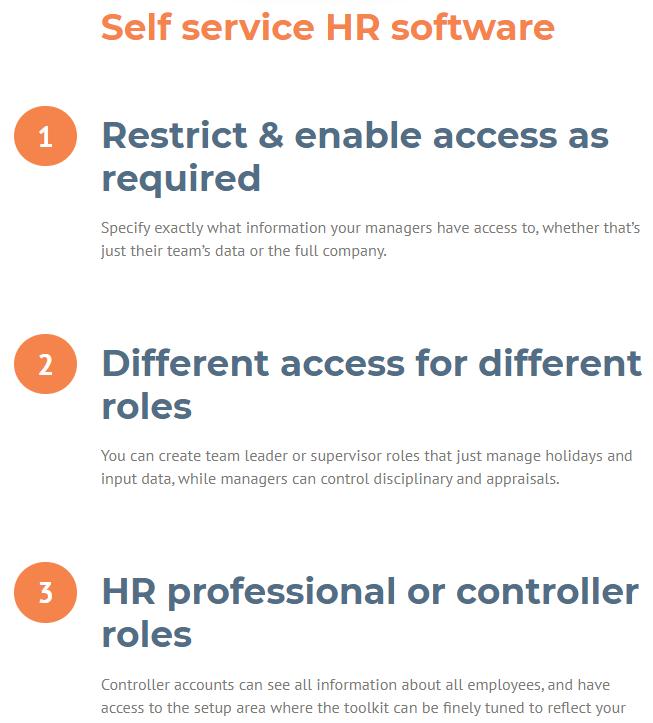 Self service HR software
1
Restrict & enable access as
required
Specify exactly what information your managers have access to, whether that’s
just their team’s data or the full company.
2
Different access for different
roles
You can create team leader or supervisor roles that just manage holidays and
input data, while managers can control disciplinary and appraisals.
3
HR professional or controller
roles
Controller accounts can see all information about all employees, and have
access to the setup area where the toolkit can be finely tuned to reflect your